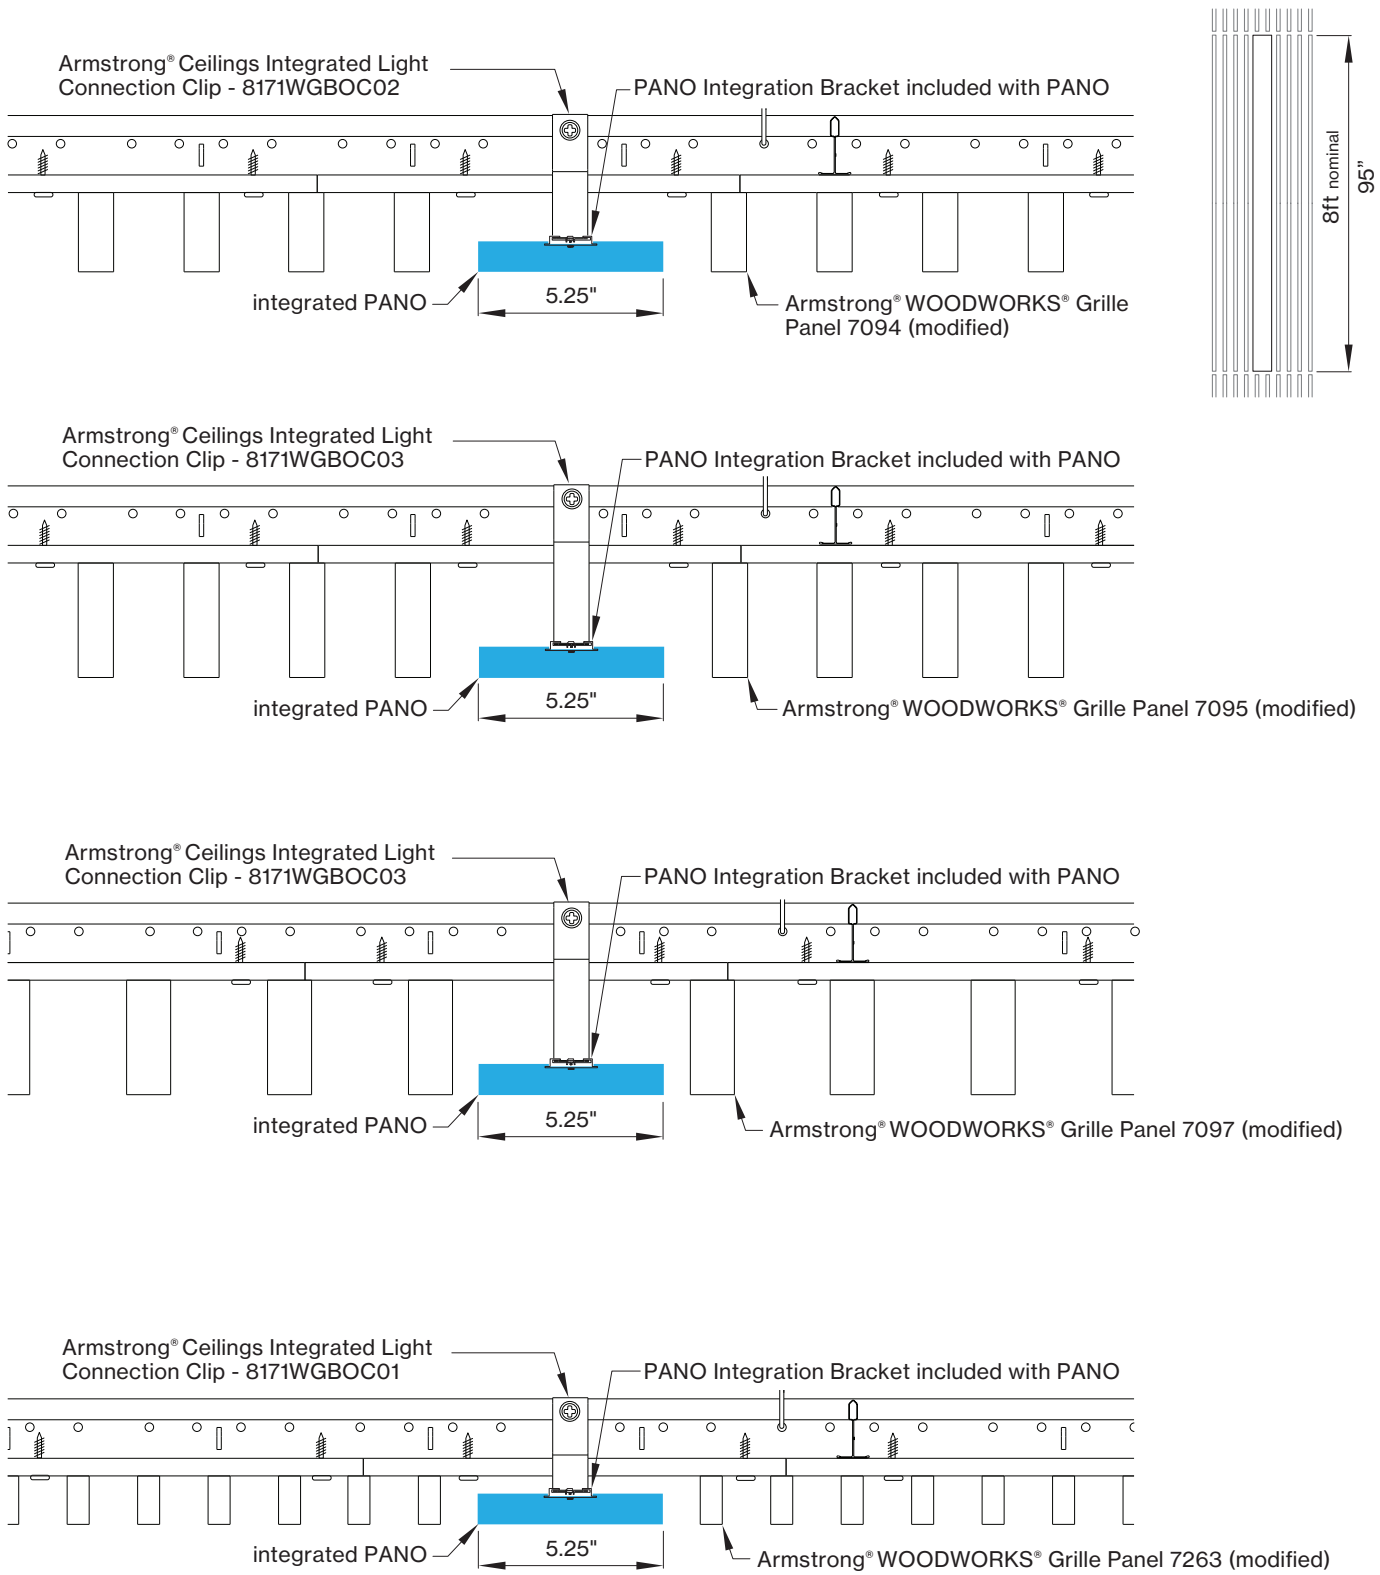 Armstrong® Ceilings Integrated Light
Connection Clip - 8171WGBOC02
PANO Integration Bracket included with PANO
integrated PANO
5.25"
Armstrong® WOODWORKS® Grille
Panel 7094 (modified)
8ft nominal
95”
Armstrong® Ceilings Integrated Light
Connection Clip - 8171WGBOC03
PANO Integration Bracket included with PANO
integrated PANO
5.25"
Armstrong® WOODWORKS® Grille Panel 7095 (modified)
Armstrong® Ceilings Integrated Light
Connection Clip - 8171WGBOC03
PANO Integration Bracket included with PANO
integrated PANO
5.25"
Armstrong® WOODWORKS® Grille Panel 7097 (modified)
Armstrong® Ceilings Integrated Light
Connection Clip - 8171WGBOC01
PANO Integration Bracket included with PANO
integrated PANO
5.25"
Armstrong® WOODWORKS® Grille Panel 7263 (modified)